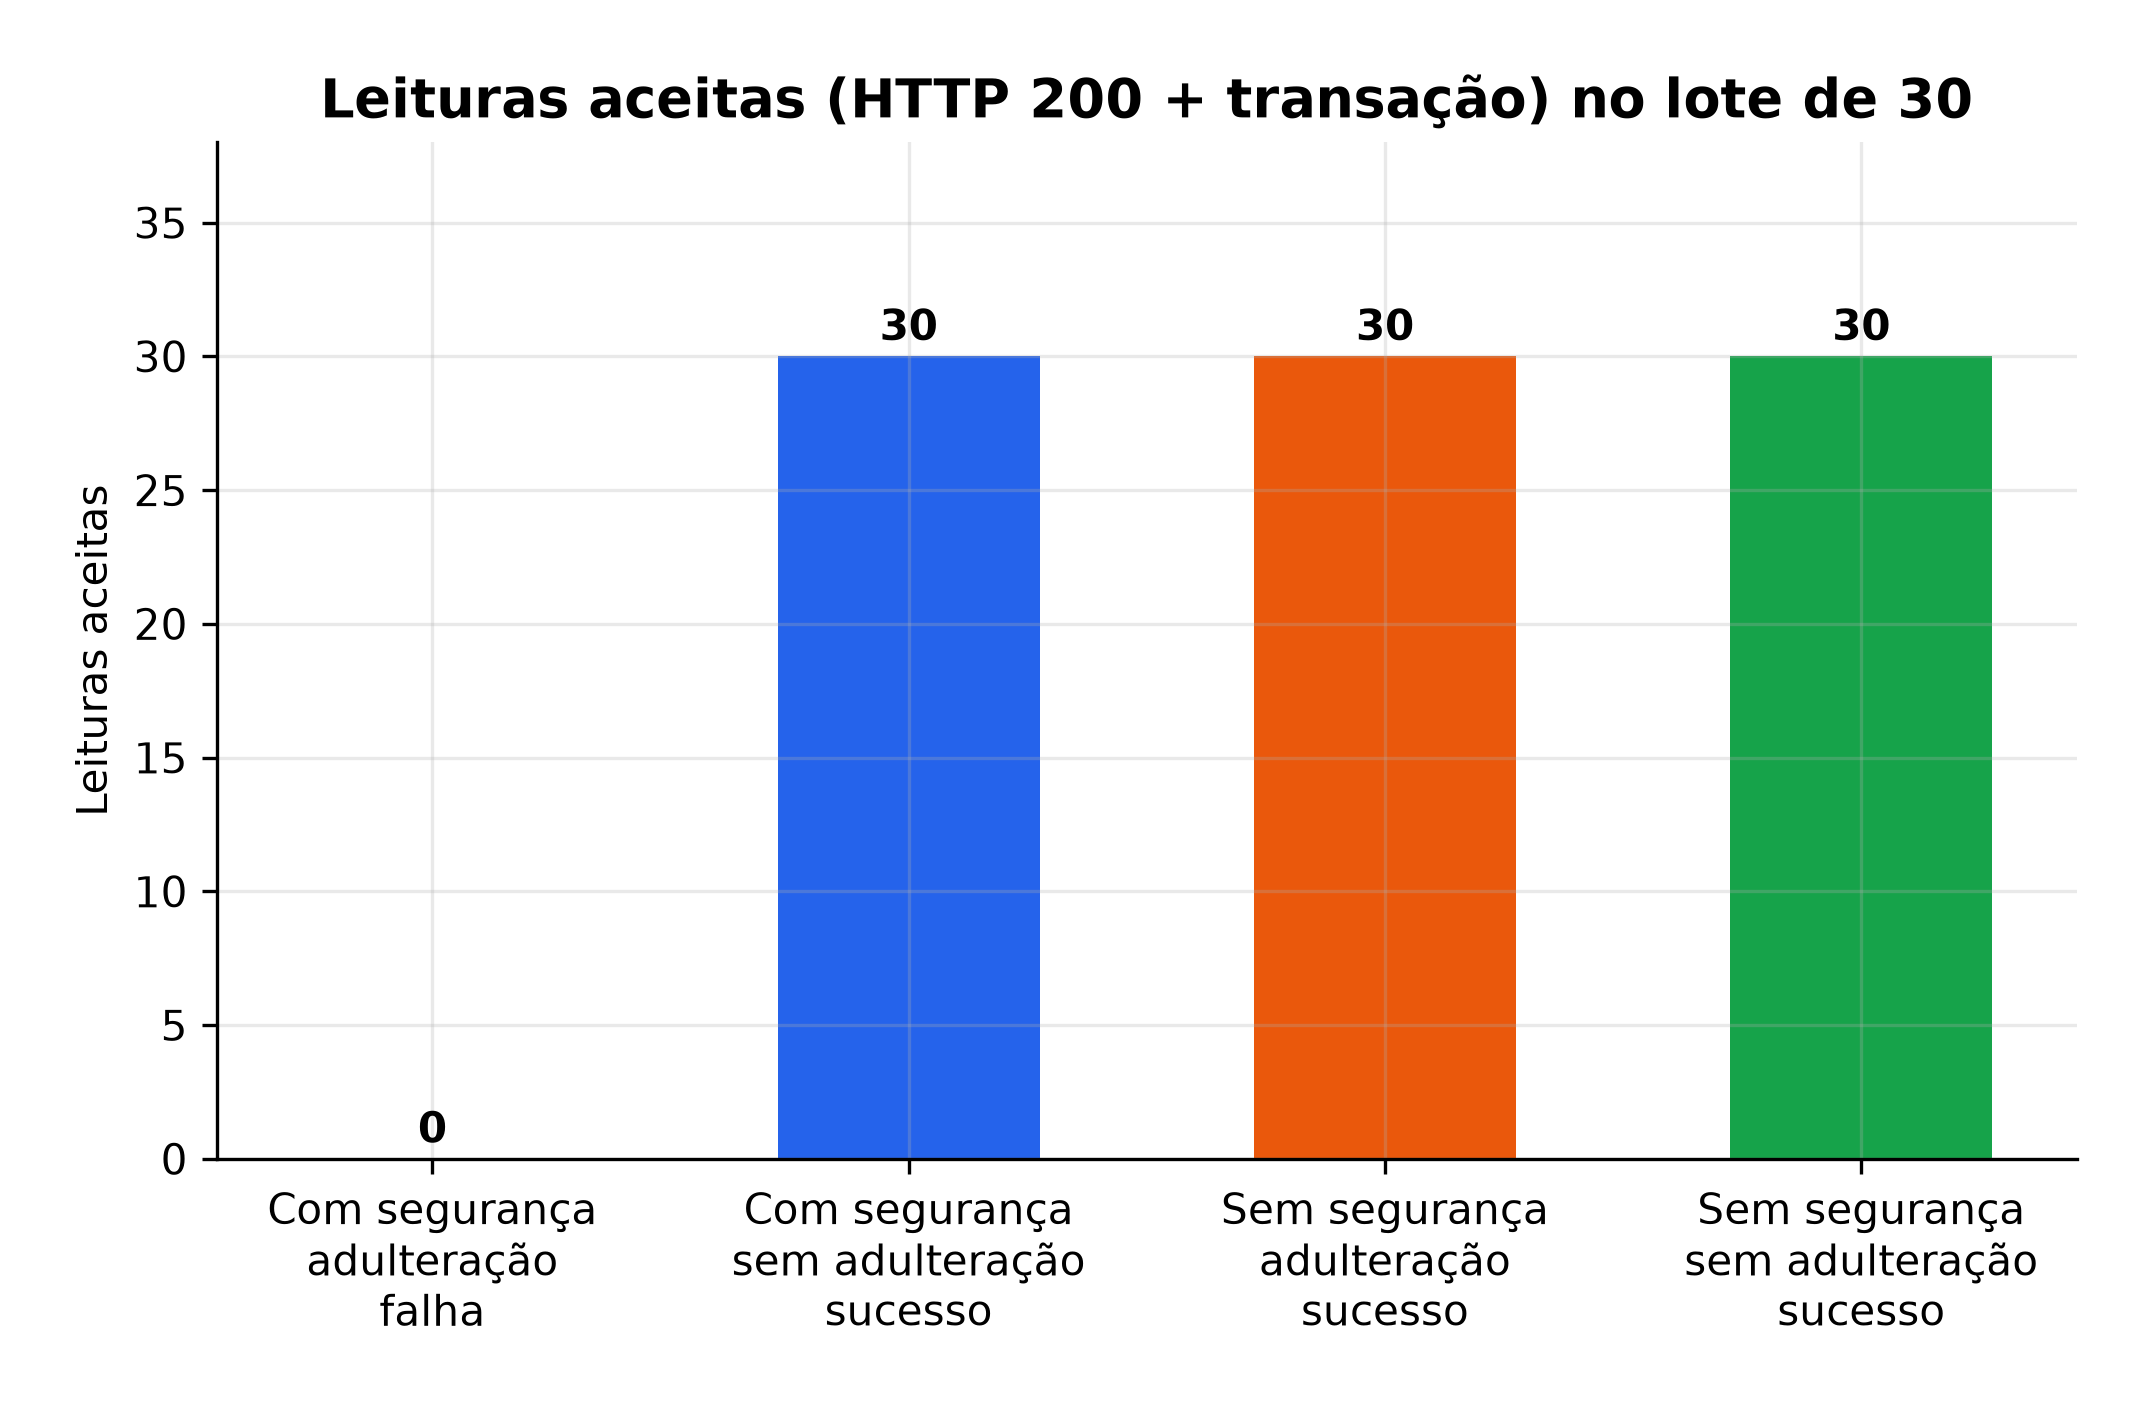 Leituras aceitas (HTTP 200 + transação) no lote de 30
Leituras aceitas
35
30
25
20
15
10
5
0
0
30
30
30
Com segurança
adulteração
falha
Com segurança
sem adulteração
sucesso
Sem segurança
adulteração
sucesso
Sem segurança
sem adulteração
sucesso